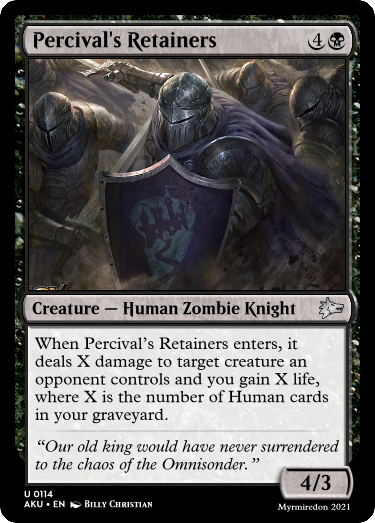 Percival's Retainers 4
Creature — Human Zombie Knight
When Percival's Retainers enters, it
deals X damage to target creature an
opponent controls and you gain X life,
where X is the number of Human cards
in your graveyard.
“Our old king would have never surrendered
to the chaos of the Omnisonder.”
4/3
U 0114
AKU • EN Billy Christian
Myrmiredon 2021